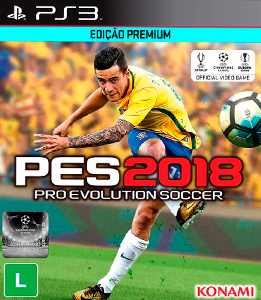 PS3
EDIÇÃO PREMIUM
OFFICIAL VIDEO GAME
PES2018
PRO EVOLUTION SOCCER
L
KONAMI